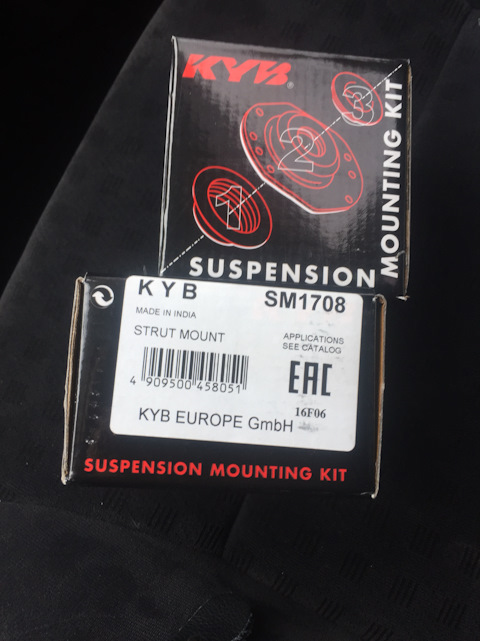 KYB
1
2
3
SUSPENSION
MOUNTING KIT
KYB
SM1708
MADE IN INDIA
STRUT MOUNT
APPLICATIONS
SEE CATALOG
4 909500 458051
EAC
16F06
KYB EUROPE GmbH
SUSPENSION MOUNTING KIT